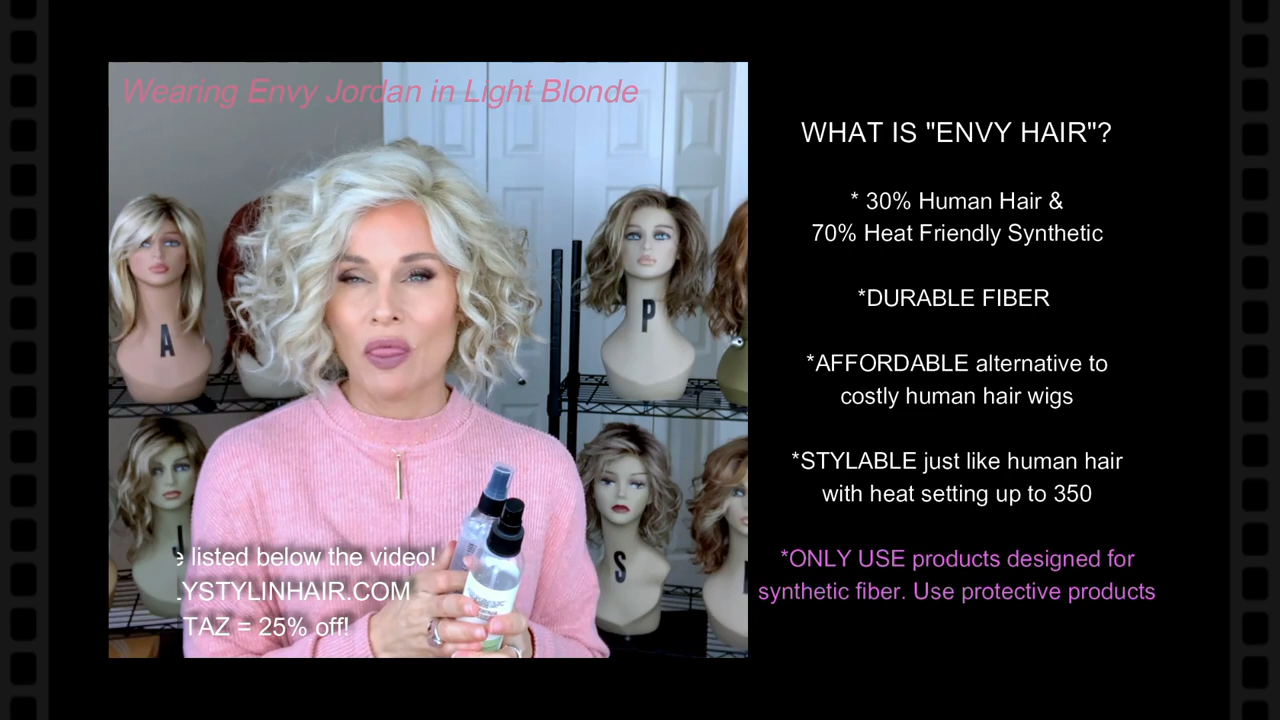 Wearing Envy Jordan in Light Blonde
A
P
S
listed below the video!
YSTYLINHAIR.COM
TAZ = 25% off!
WHAT IS "ENVY HAIR"?
* 30% Human Hair &
70% Heat Friendly Synthetic
*DURABLE FIBER
*AFFORDABLE alternative to
costly human hair wigs
*STYLABLE just like human hair
with heat setting up to 350
*ONLY USE products designed for
synthetic fiber. Use protective products